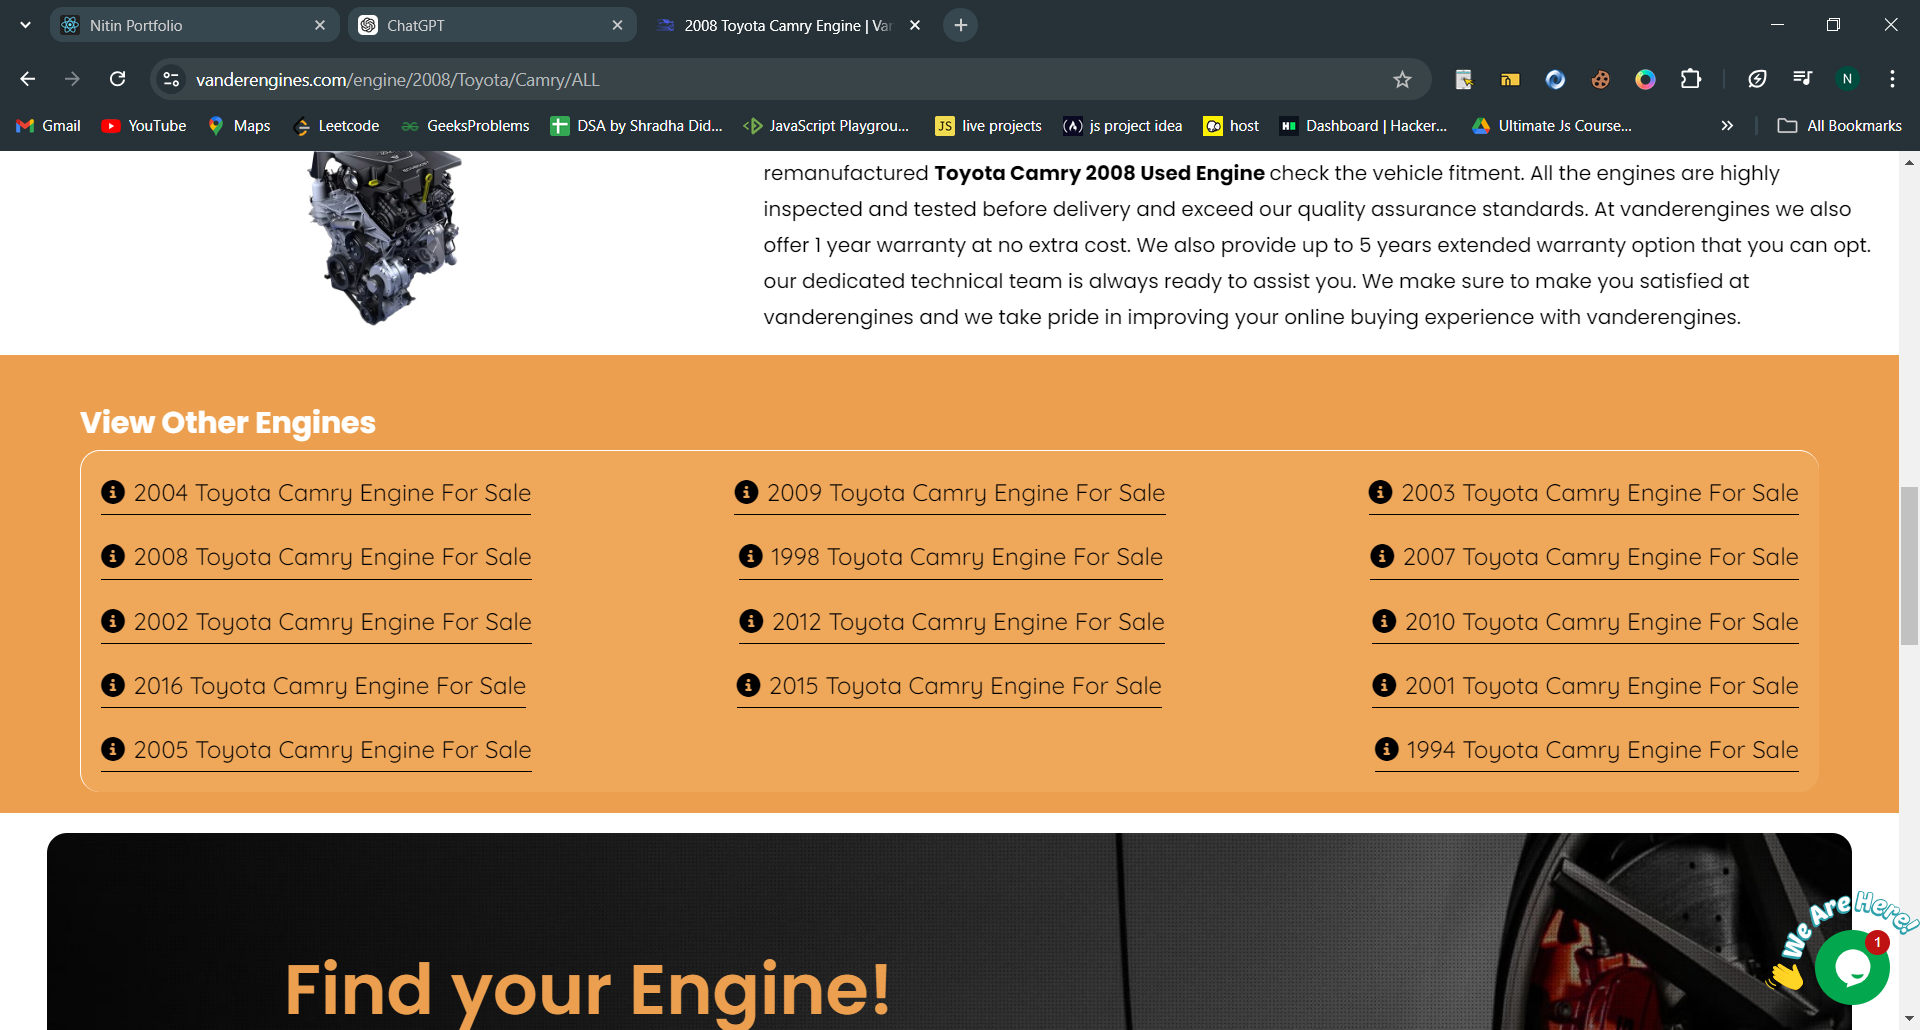 Nitin Portfolio
ChatGPT
2008 Toyota Camry Engine | Va
vanderengines.com/engine/2008/Toyota/Camry/ALL
N
Gmail
YouTube
Maps
Leetcode
GeeksProblems
DSA by Shradha Did...
JavaScript Playgrou...
JS live projects
js project idea
host
Dashboard | Hacker...
Ultimate Js Course...
All Bookmarks
remanufactured Toyota Camry 2008 Used Engine check the vehicle fitment. All the engines are highly
inspected and tested before delivery and exceed our quality assurance standards. At vanderengines we also
offer 1 year warranty at no extra cost. We also provide up to 5 years extended warranty option that you can opt.
our dedicated technical team is always ready to assist you. We make sure to make you satisfied at
vanderengines and we take pride in improving your online buying experience with vanderengines.
View Other Engines
2004 Toyota Camry Engine For Sale
2009 Toyota Camry Engine For Sale
2003 Toyota Camry Engine For Sale
2008 Toyota Camry Engine For Sale
1998 Toyota Camry Engine For Sale
2007 Toyota Camry Engine For Sale
2002 Toyota Camry Engine For Sale
2012 Toyota Camry Engine For Sale
2010 Toyota Camry Engine For Sale
2016 Toyota Camry Engine For Sale
2015 Toyota Camry Engine For Sale
2001 Toyota Camry Engine For Sale
2005 Toyota Camry Engine For Sale
1994 Toyota Camry Engine For Sale
Find your Engine!
We Are Here!
1